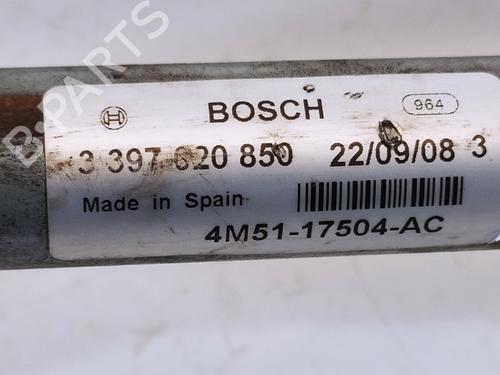 BOSCH 964
3 397 620 850 22/09/08 3
Made in Spain
4M51-17504-AC
B-PARTS